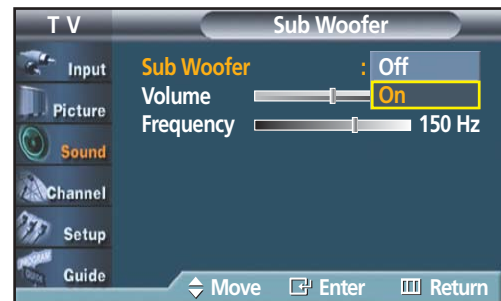 T V
Sub Woofer
Input
Picture
Sound
Channel
Setup
Guide
Sub Woofer : Off
On
Volume
Frequency 150 Hz
Move Enter Return